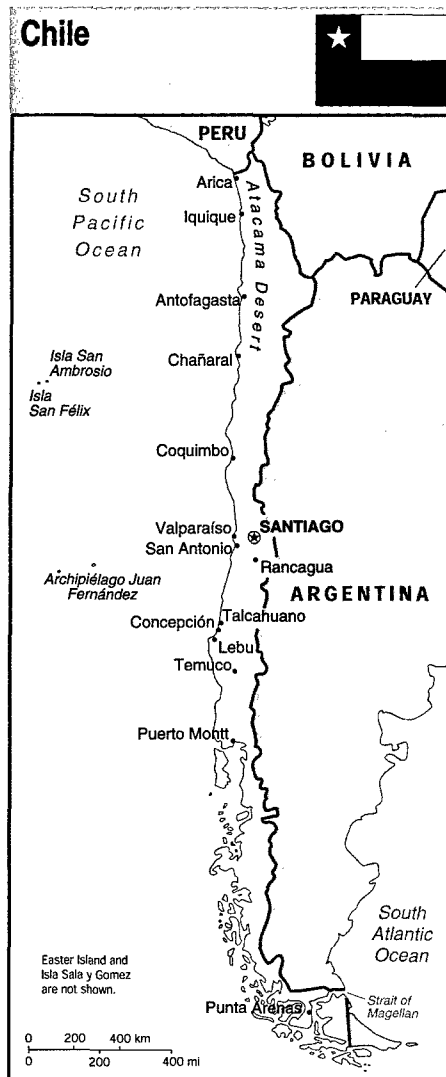 Chile
PERU
BOLIVIA
Arica
South
Pacific
Ocean
Iquique
Atacama Desert
Antofagasta
PARAGUAY
Chañaral
Isla San
Ambrosio
Isla
San Félix
Coquimbo
Valparaíso
SANTIAGO
San Antonio
Rancagua
Archipiélago Juan
Fernández
ARGENTINA
Concepción
Talcahuano
Lebu
Temuco
Puerto Montt
South
Atlantic
Ocean
Easter Island and
Isla Sala y Gomez
are not shown.
Strait of
Magellan
Punta Arenas
0 200 400 km
0 200 400 mi